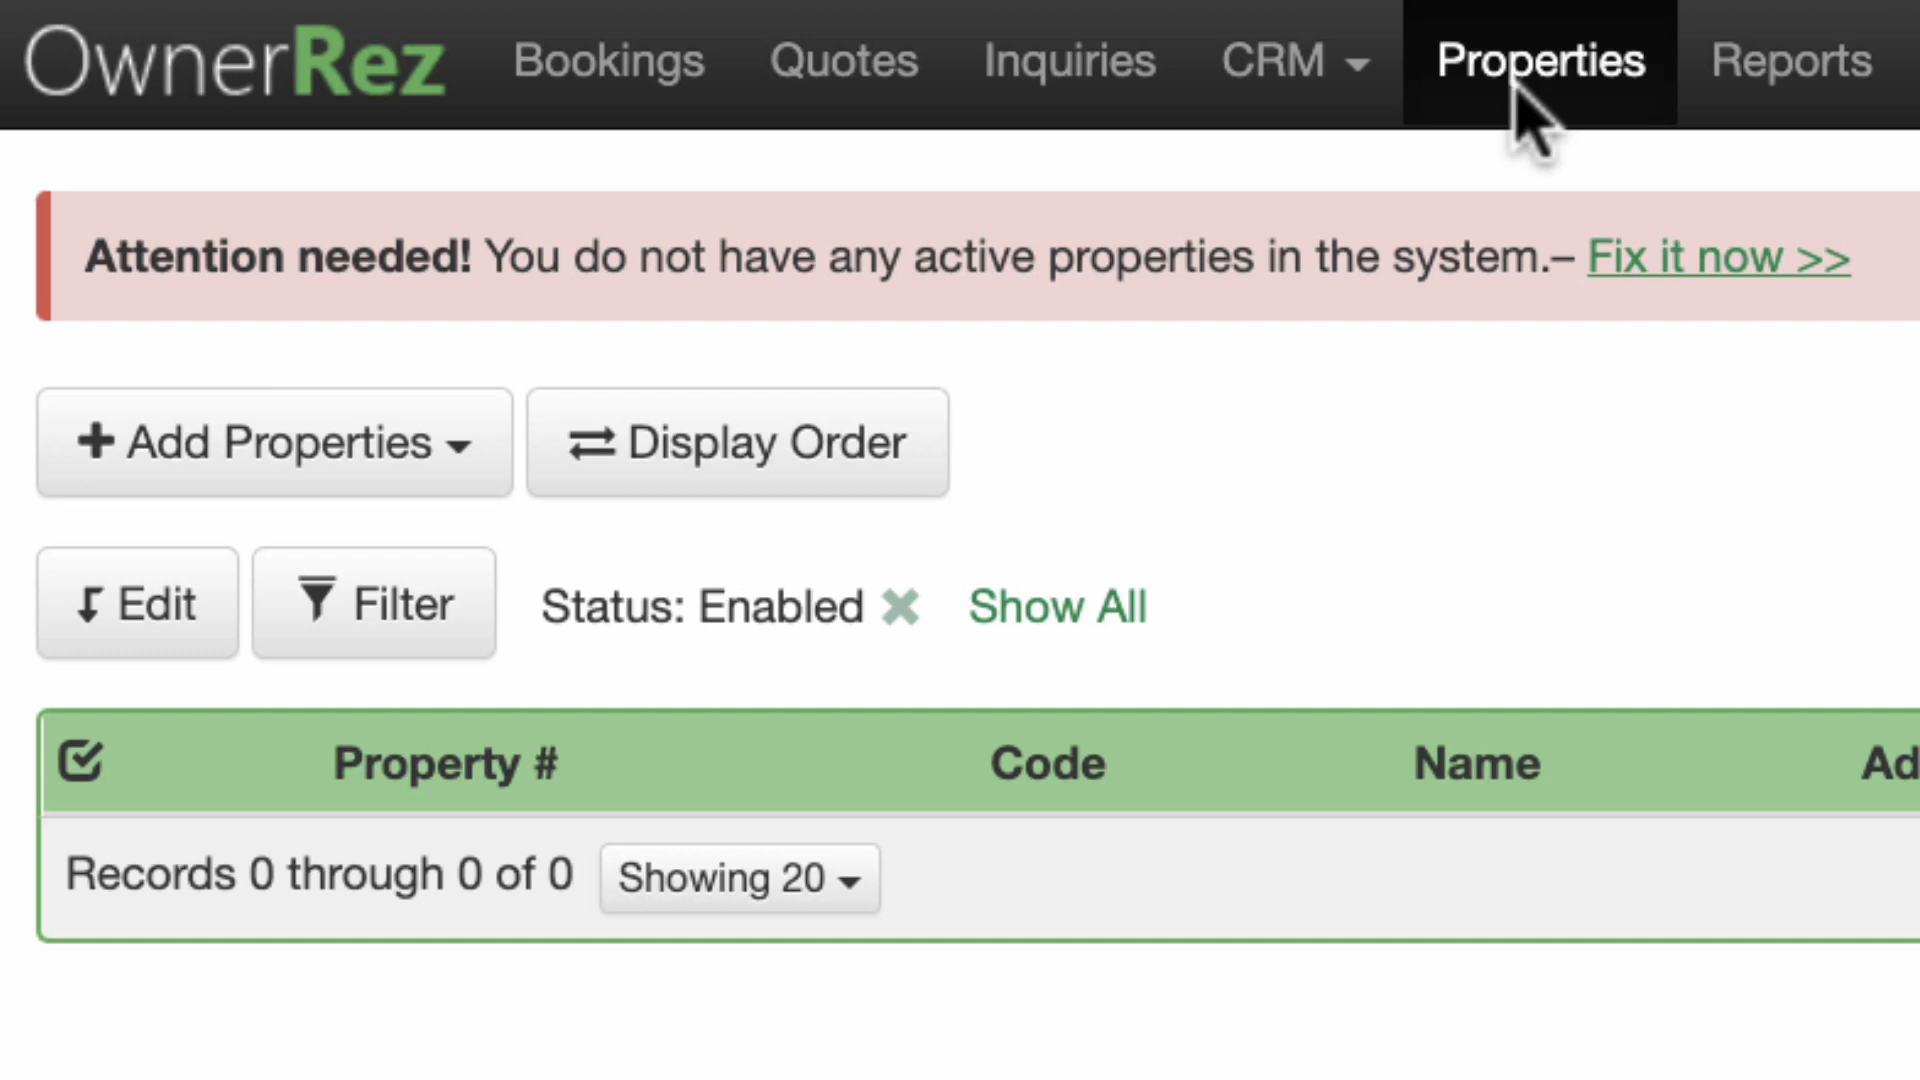 OwnerRez Bookings Quotes Inquiries CRM Properties Reports
Attention needed! You do not have any active properties in the system.– Fix it now >>
Add Properties Display Order
Edit Filter Status: Enabled Show All
Property # Code Name Ad
Records 0 through 0 of 0 Showing 20